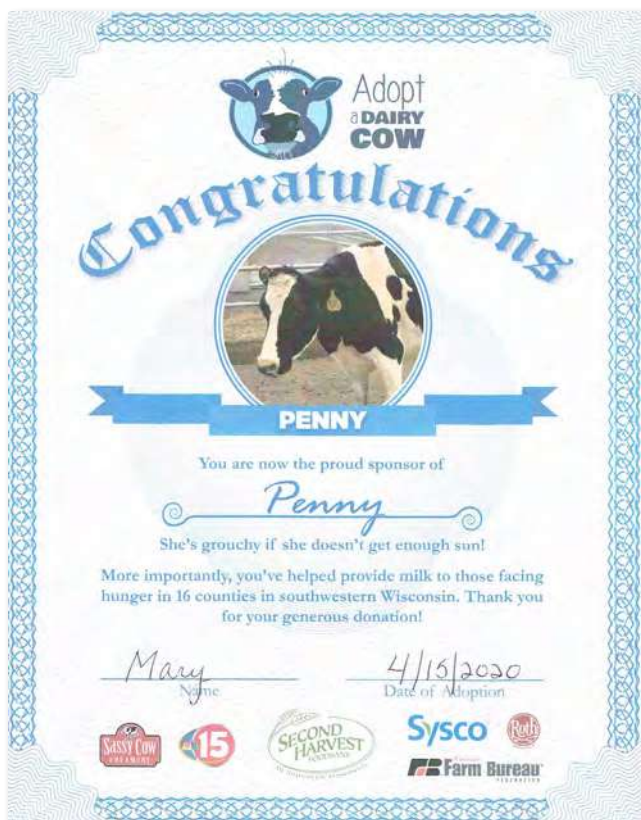 Adopt
a DAIRY
COW
Congratulations
PENNY
You are now the proud sponsor of
Penny
She's grouchy if she doesn't get enough sun!
More importantly, you've helped provide milk to those facing
hunger in 16 counties in southwestern Wisconsin. Thank you
for your generous donation!
Mary
4/15/2020
Name
Date of Adoption
Sassy Cow
CREAMERY
15
SECOND
HARVEST
FOODBANK
Sysco
Roth
Farm Bureau
FEDERATION